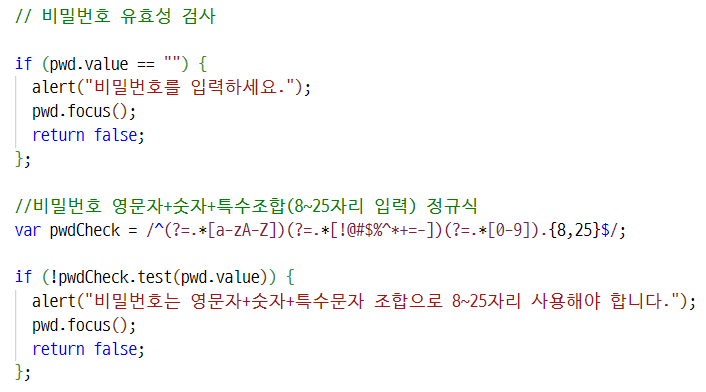 // 비밀번호 유효성 검사
if (pwd.value == "") {
alert("비밀번호를 입력하세요.");
pwd.focus();
return false;
};
//비밀번호 영문자+숫자+특수조합(8~25자리 입력) 정규식
var pwdCheck = /^(?=.*[a-zA-Z])(?=.*[!@#$%^*+=-])(?=.*[0-9]).{8,25}$/;
if (!pwdCheck.test(pwd.value)) {
alert("비밀번호는 영문자+숫자+특수문자 조합으로 8~25자리 사용해야 합니다.");
pwd.focus();
return false;
};